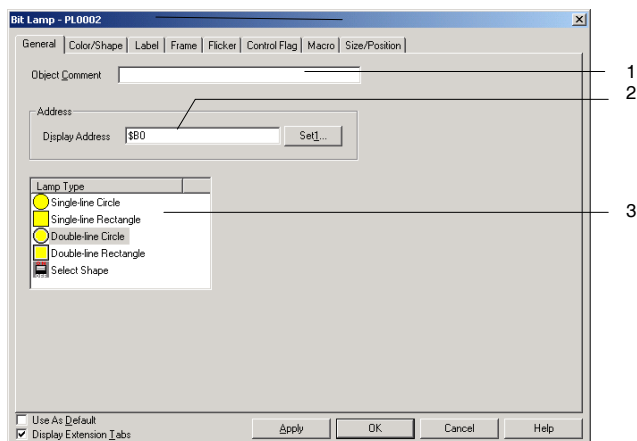 Bit Lamp - PL0002
General Color/Shape Label Frame Flicker Control Flag Macro Size/Position
Object Comment 1
2
Address
Display Address $B0 Set1...
Lamp Type
Single-line Circle
Single-line Rectangle 3
Double-line Circle
Double-line Rectangle
Select Shape
Use As Default
Display Extension Tabs Apply OK Cancel Help